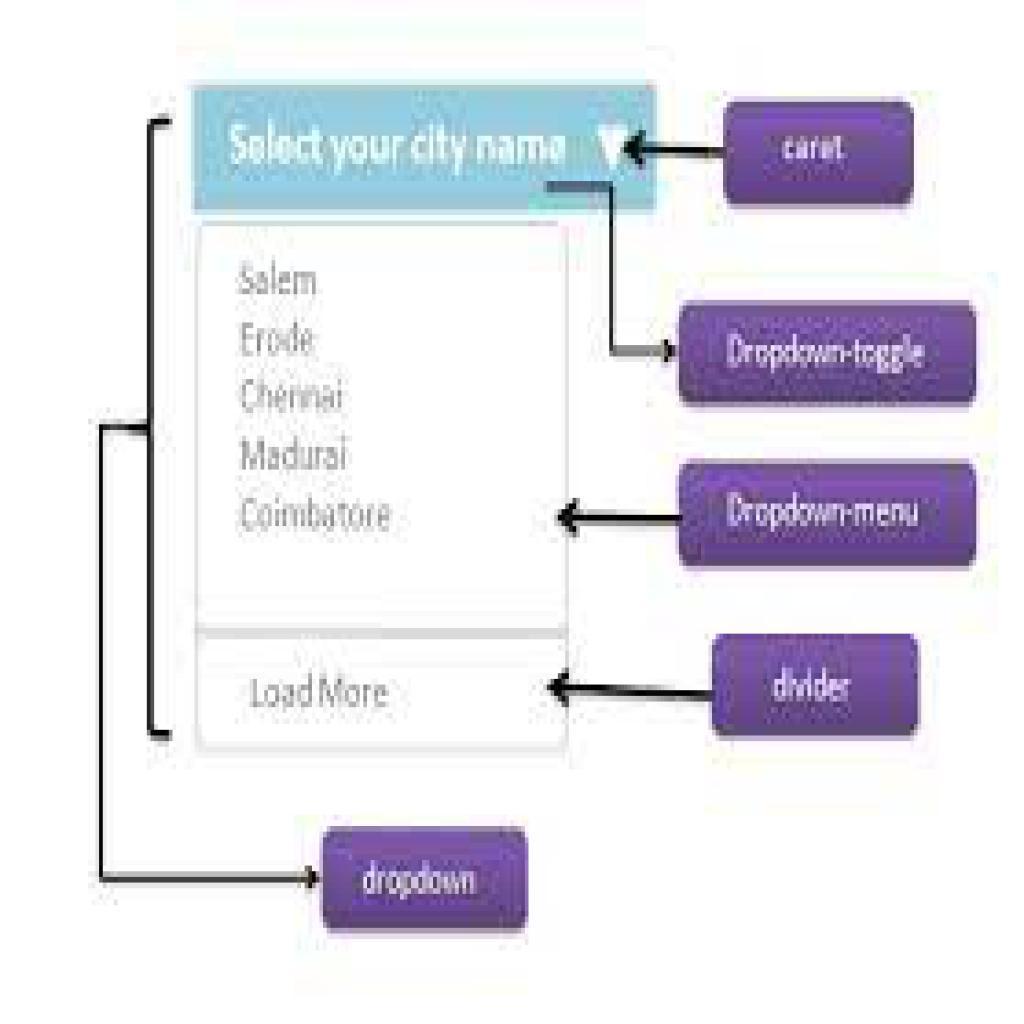 Select your city name
caret
Salem
Erode
Chennai
Madurai
Coimbatore
Load More
Dropdown-toggle
Dropdown-menu
divider
dropdown